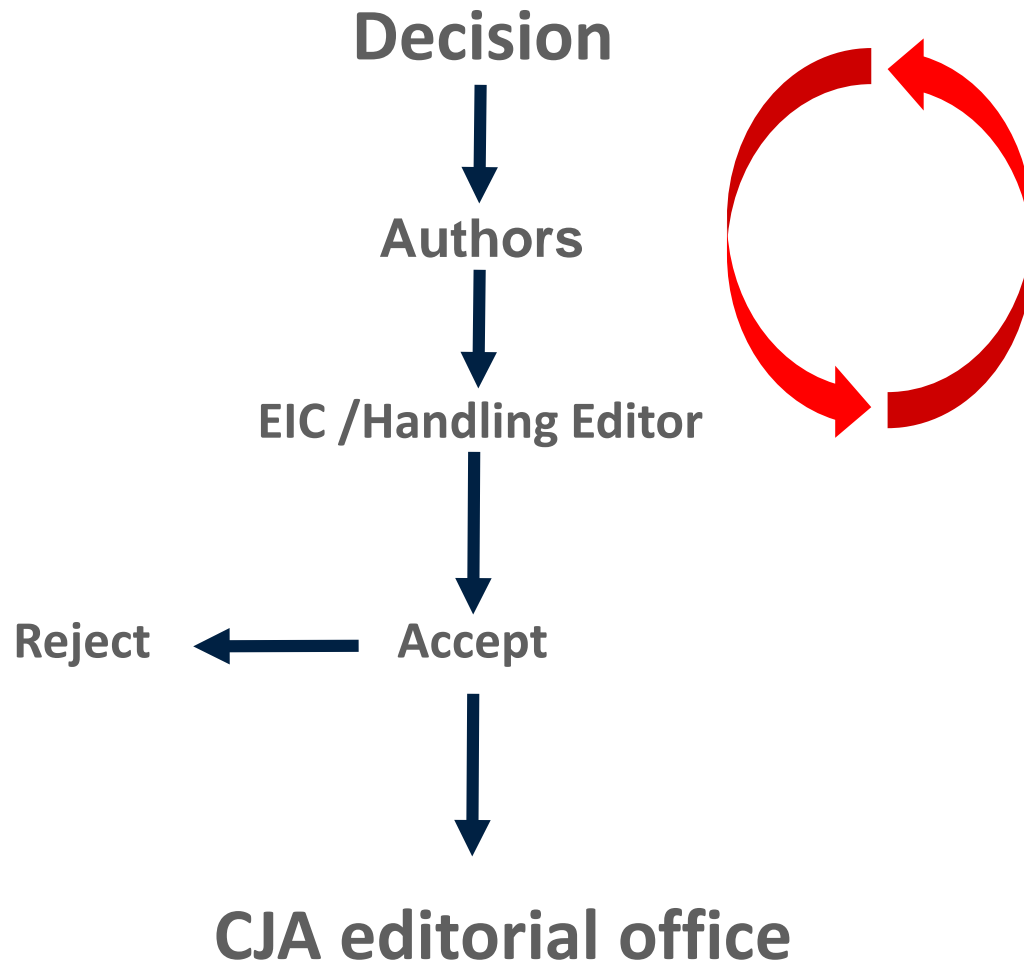 Decision
Authors
EIC /Handling Editor
Reject
Accept
CJA editorial office